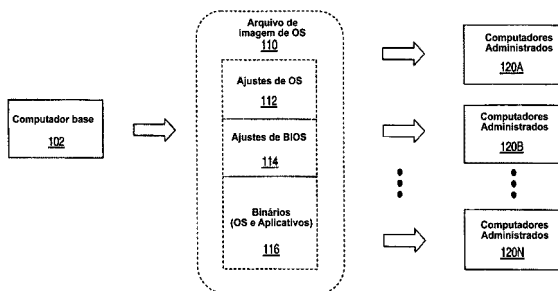 Arquivo de
Imagem de OS
110
Ajustes de OS
112
Ajustes de BIOS
114
Binários
(OS e Aplicativos)
116
Computador base
102
Computadores
Administrados
120A
Computadores
Administrados
120B
Computadores
Administrados
120N